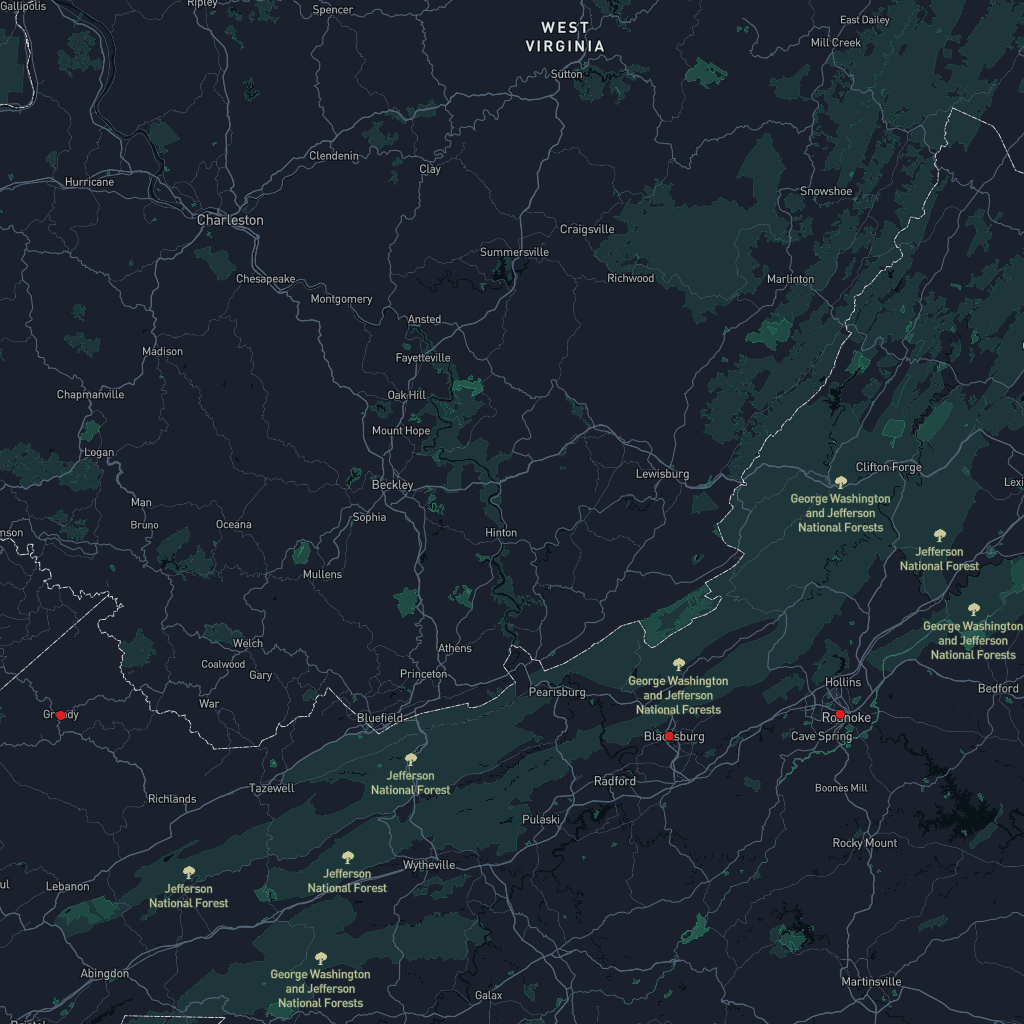 Gallipolis
Ripley
Spencer
WEST
VIRGINIA
East Dailey
Mill Creek
Sutton
Clendenin
Clay
Hurricane
Snowshoe
Charleston
Craigsville
Summersville
Richwood
Marlinton
Chesapeake
Montgomery
Ansted
Madison
Fayetteville
Chapmanville
Oak Hill
Mount Hope
Logan
Clifton Forge
Lewisburg
Beckley
George Washington
and Jefferson
National Forests
Man
Sophia
Bruno
Oceana
Hinton
Jefferson
National Forest
Mullens
George Washington
and Jefferson
National Forests
Welch
Athens
Coalwood
Gary
Princeton
George Washington
and Jefferson
National Forests
Hollins
Bedford
Pearisburg
War
Grundy
Bluefield
Roanoke
Blacksburg
Cave Spring
Jefferson
National Forest
Radford
Tazewell
Boones Mill
Richlands
Pulaski
Rocky Mount
Wytheville
Lebanon
Jefferson
National Forest
Jefferson
National Forest
Abingdon
George Washington
and Jefferson
National Forests
Martinsville
Galax